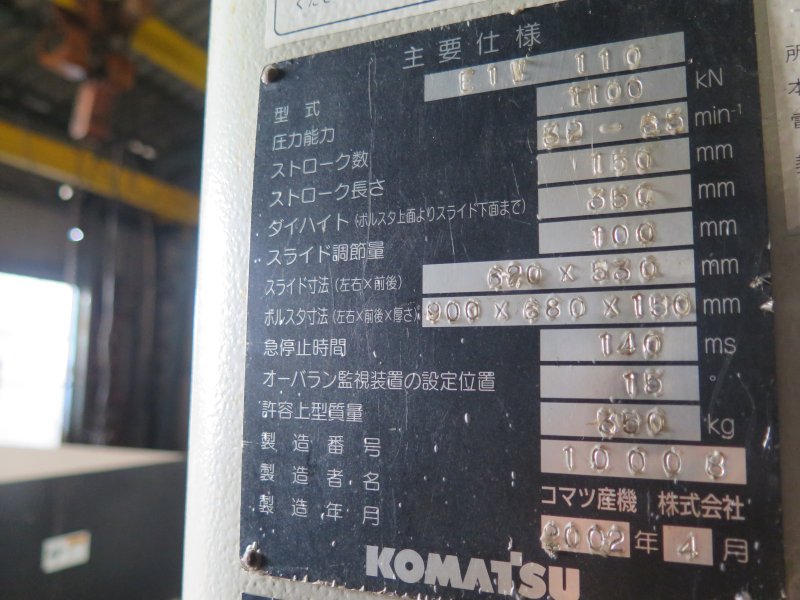 主要仕様
型式 E1W 110
圧力能力 1100 kN
ストローク数 32-65 min-1
ストローク長さ 150 mm
ダイハイト（ボルスタ上面よりスライド下面まで） 350 mm
スライド調節量 100 mm
スライド寸法（左右×前後） 620×530 mm
ボルスタ寸法（左右×前後×厚さ） 900×680×150 mm
急停止時間 140 ms
オーバラン監視装置の設定位置 15 °
許容上型質量 350 kg
製造番号 10008
製造者名 コマツ産機 株式会社
製造年月 2002年 4月
KOMATSU